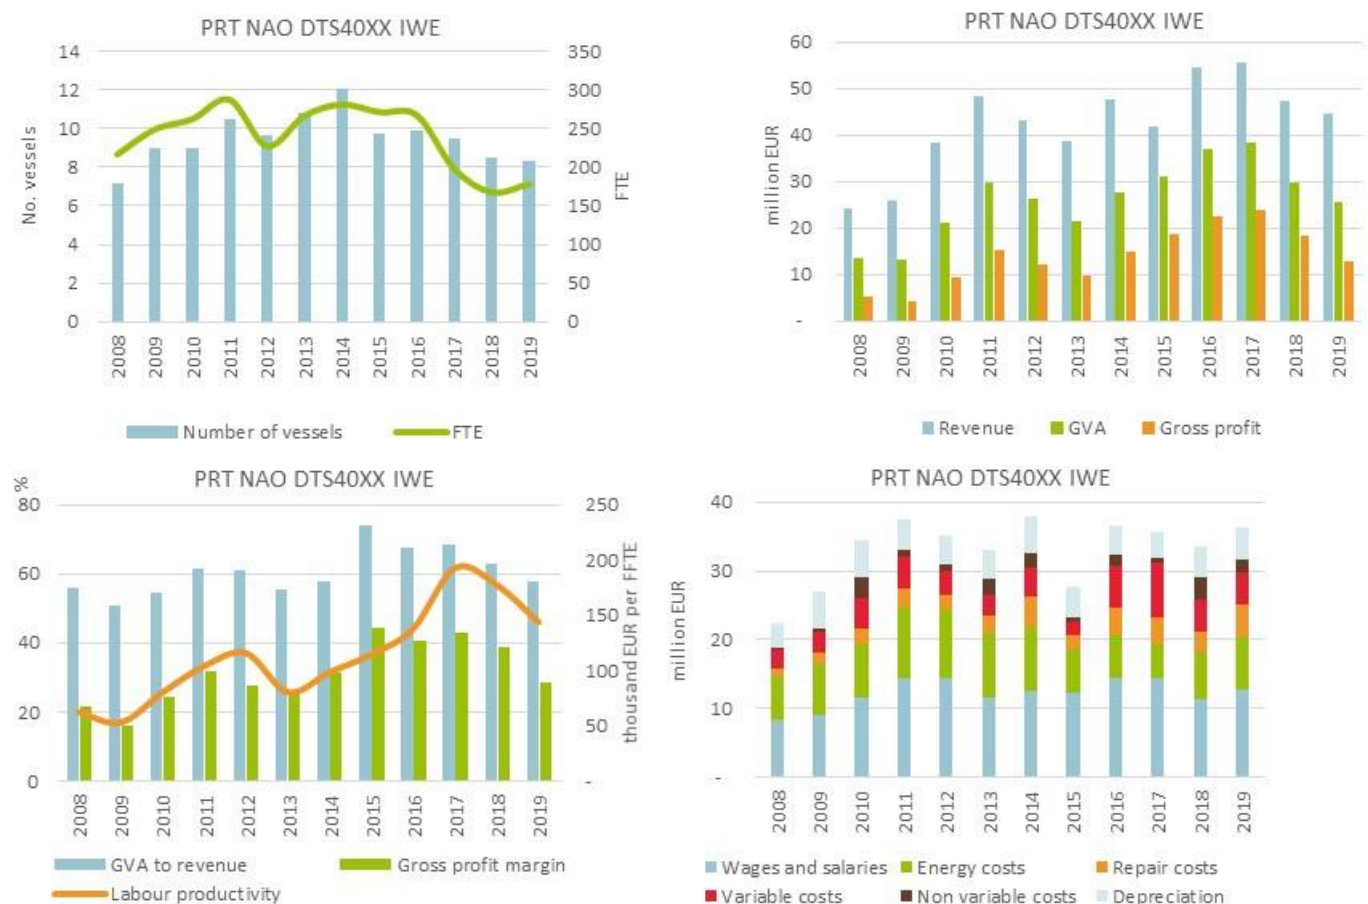 PRT NAO DTS40XX IWE
14 350
12 300
10 250
8 200
6 150
4 100
2 50
0 0
No. vessels
FTE
2008 2009 2010 2011 2012 2013 2014 2015 2016 2017 2018 2019
Number of vessels FTE
PRT NAO DTS40XX IWE
60
50
40
30
20
10
-
million EUR
2008 2009 2010 2011 2012 2013 2014 2015 2016 2017 2018 2019
Revenue GVA Gross profit
PRT NAO DTS40XX IWE
%
80 250
200
60
150
40
100
20
50
0 -
thousand EUR per FFTE
2008 2009 2010 2011 2012 2013 2014 2015 2016 2017 2018 2019
GVA to revenue Gross profit margin
Labour productivity
PRT NAO DTS40XX IWE
40
30
20
10
-
million EUR
2008 2009 2010 2011 2012 2013 2014 2015 2016 2017 2018 2019
Wages and salaries Energy costs Repair costs
Variable costs Non variable costs Depreciation